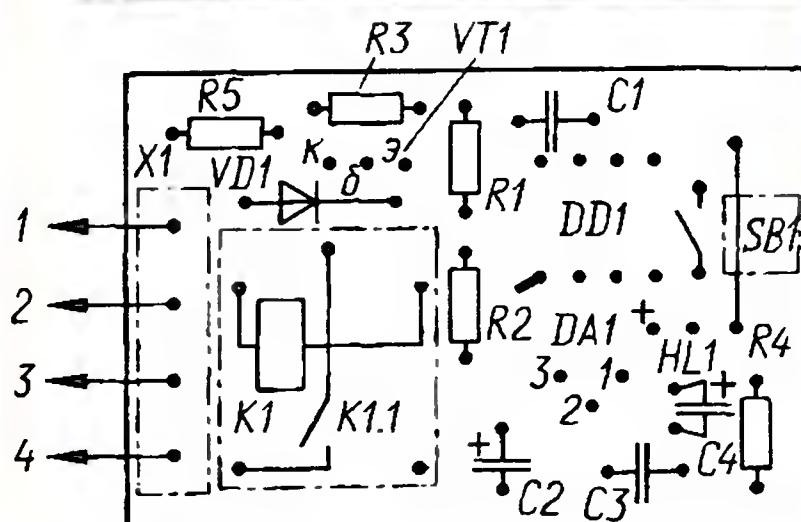 R3 VT1
R5 C1
X1 К Э
VD1 б R1 DD1
1 SB1
2 R2 DA1 + R4
HL1
3 3 1 +
K1 K1.1 2
4 + C4
C2 C3